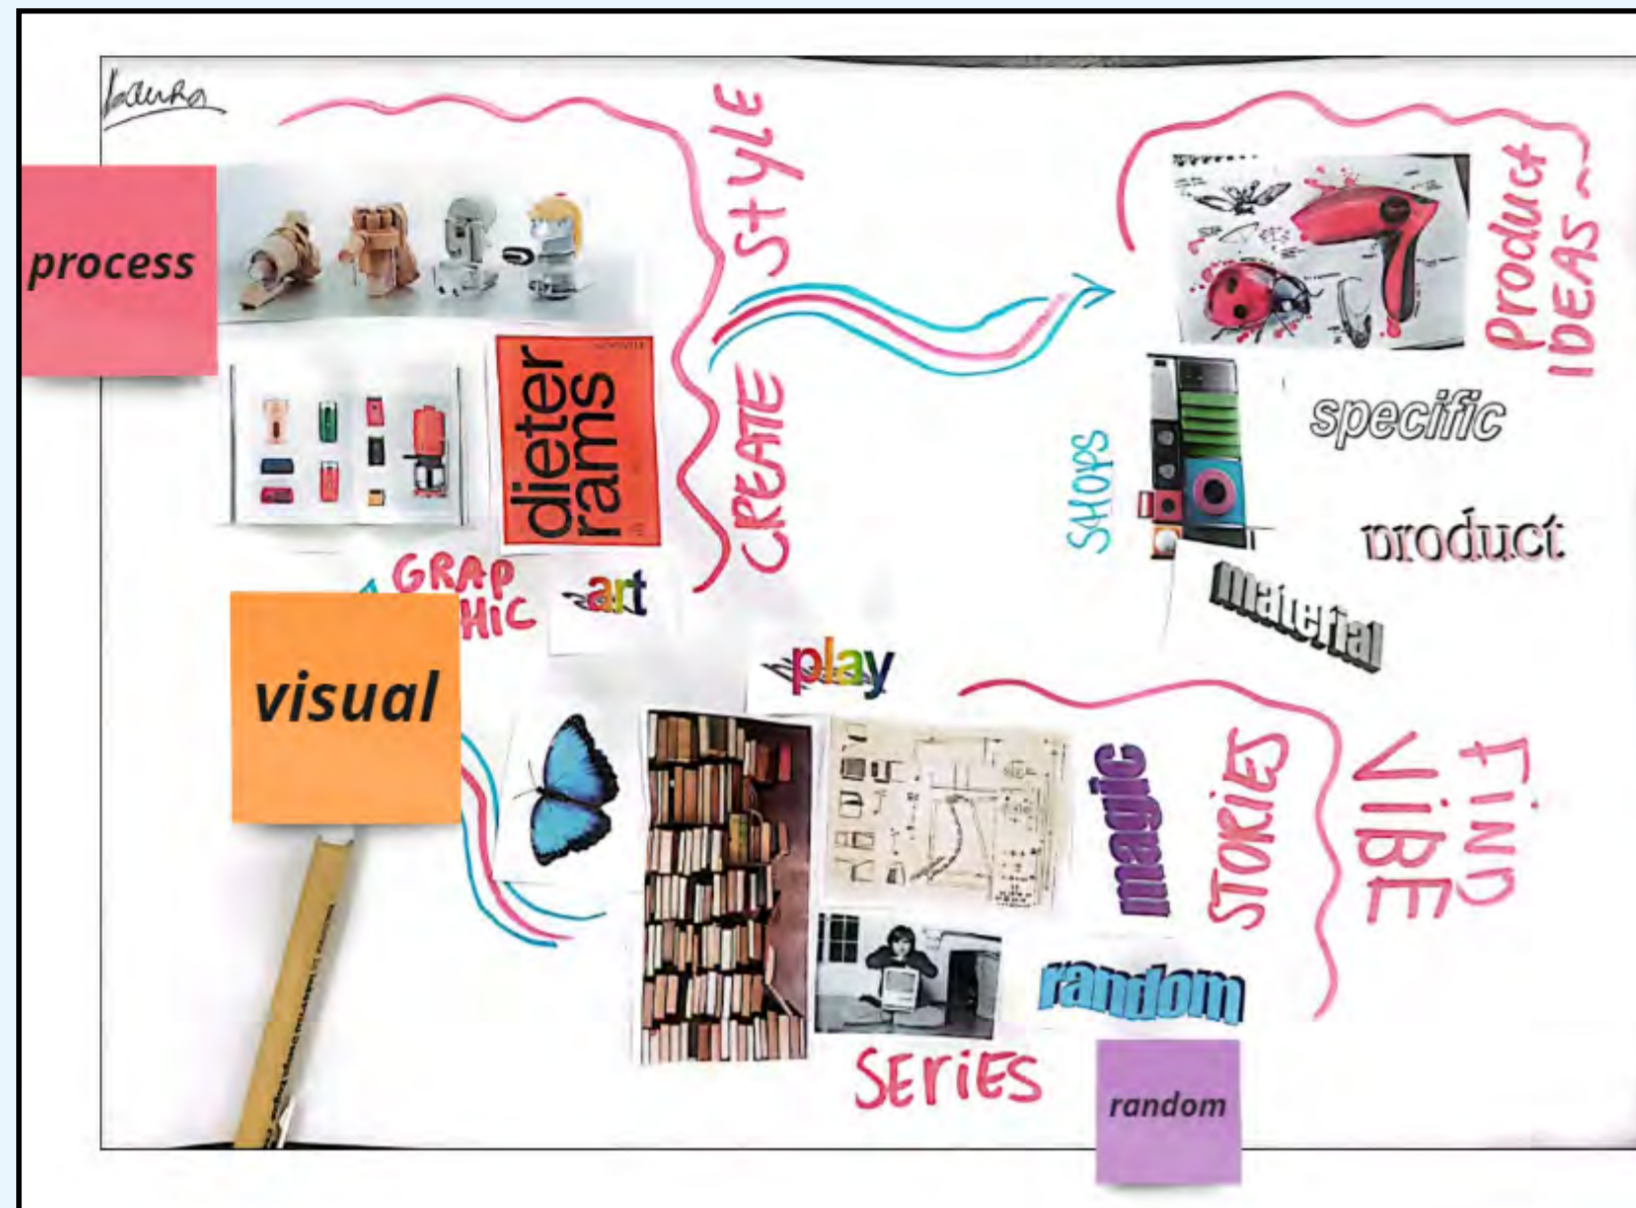 Laura
process
STYLE
CREATE
dieter
rams
GRAP
HIC
art
visual
Product
IDEAS
SHOPS
specific
product
material
play
magic
STORIES
FIND
VIBE
random
SERiES
random